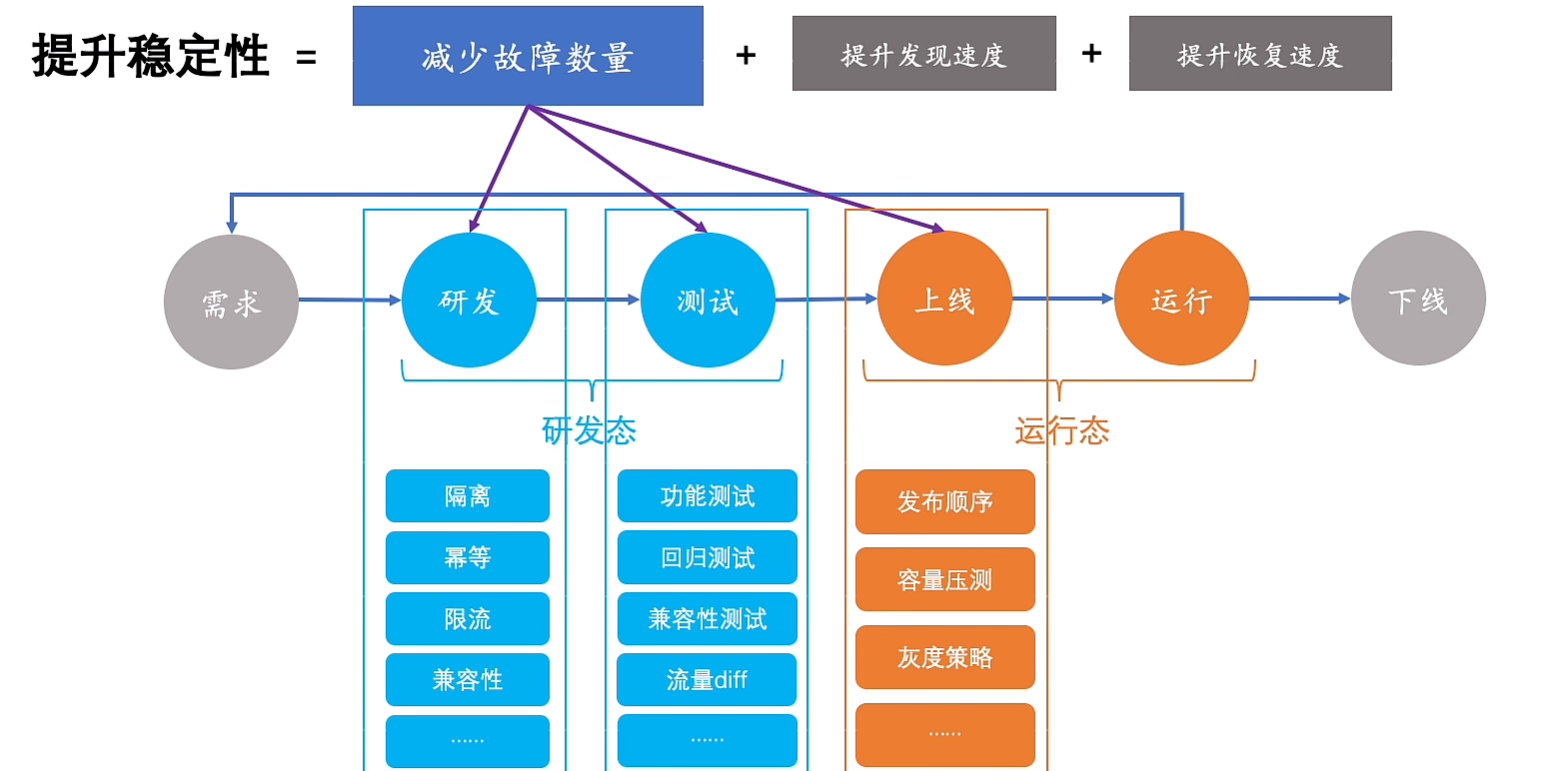 提升稳定性 = 减少故障数量 + 提升发现速度 + 提升恢复速度
需求 研发 测试 上线 运行 下线
研发态 运行态
隔离 功能测试 发布顺序
幂等 回归测试 容量压测
限流 兼容性测试 灰度策略
兼容性 流量diff ……
…… ……